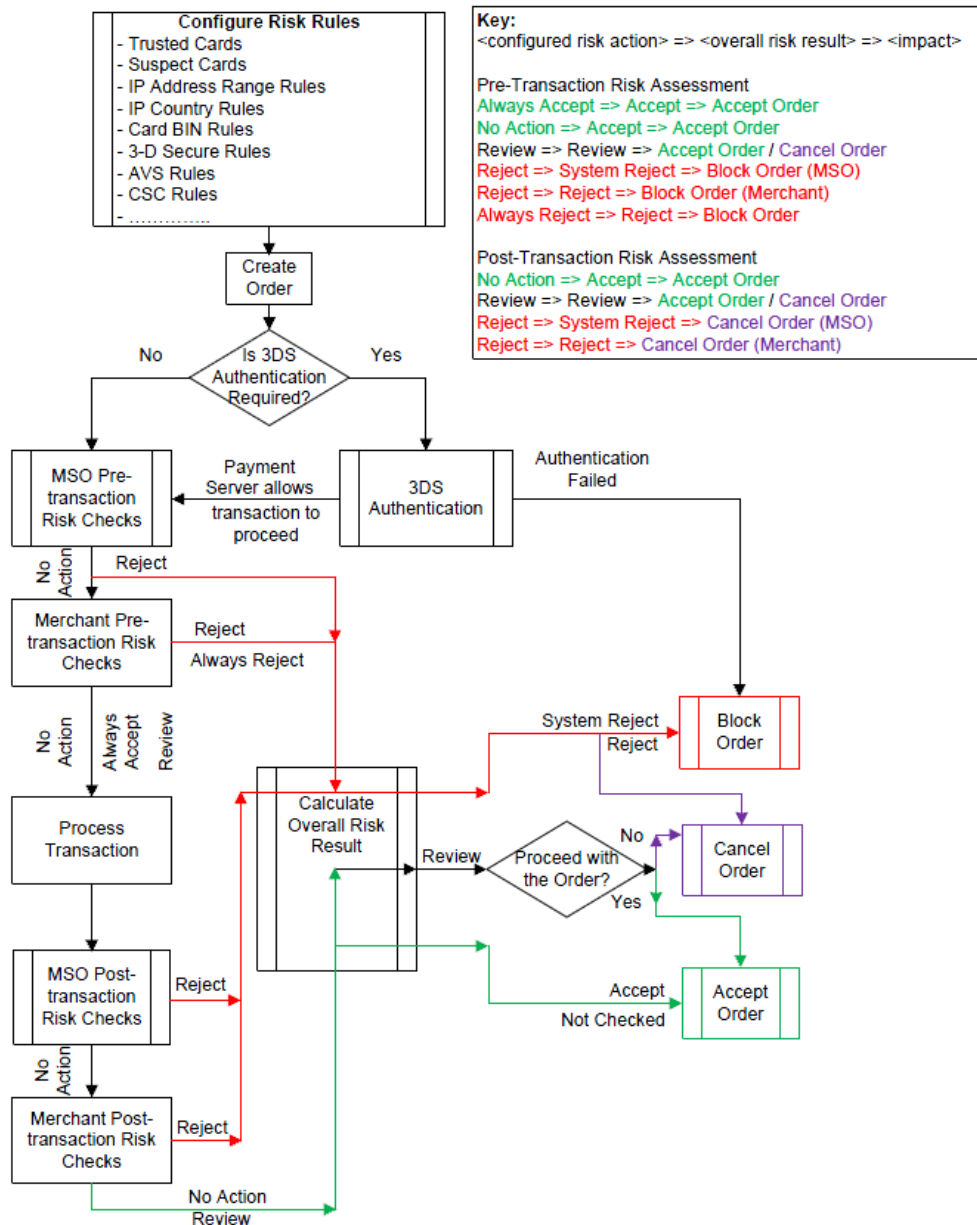 Configure Risk Rules
- Trusted Cards
- Suspect Cards
- IP Address Range Rules
- IP Country Rules
- Card BIN Rules
- 3-D Secure Rules
- AVS Rules
- CSC Rules
- .............
Key:
<configured risk action> => <overall risk result> => <impact>
Pre-Transaction Risk Assessment
Always Accept => Accept => Accept Order
No Action => Accept => Accept Order
Review => Review => Accept Order / Cancel Order
Reject => System Reject => Block Order (MSO)
Reject => Reject => Block Order (Merchant)
Always Reject => Reject => Block Order
Post-Transaction Risk Assessment
No Action => Accept => Accept Order
Review => Review => Accept Order / Cancel Order
Reject => System Reject => Cancel Order (MSO)
Reject => Reject => Cancel Order (Merchant)
Create
Order
No
Is 3DS
Authentication
Required?
Yes
MSO Pre-
transaction
Risk Checks
Payment
Server allows
transaction to
proceed
3DS
Authentication
Authentication
Failed
No
Action
Reject
Merchant Pre-
transaction Risk
Checks
Reject
Always Reject
No
Action
Always
Accept
Review
System Reject
Reject
Block
Order
Process
Transaction
Calculate
Overall Risk
Result
Review
Proceed with
the Order?
No
Yes
Cancel
Order
MSO Post-
transaction
Risk Checks
Reject
Accept
Not Checked
Accept
Order
No
Action
Merchant Post-
transaction Risk
Checks
Reject
No Action
Review